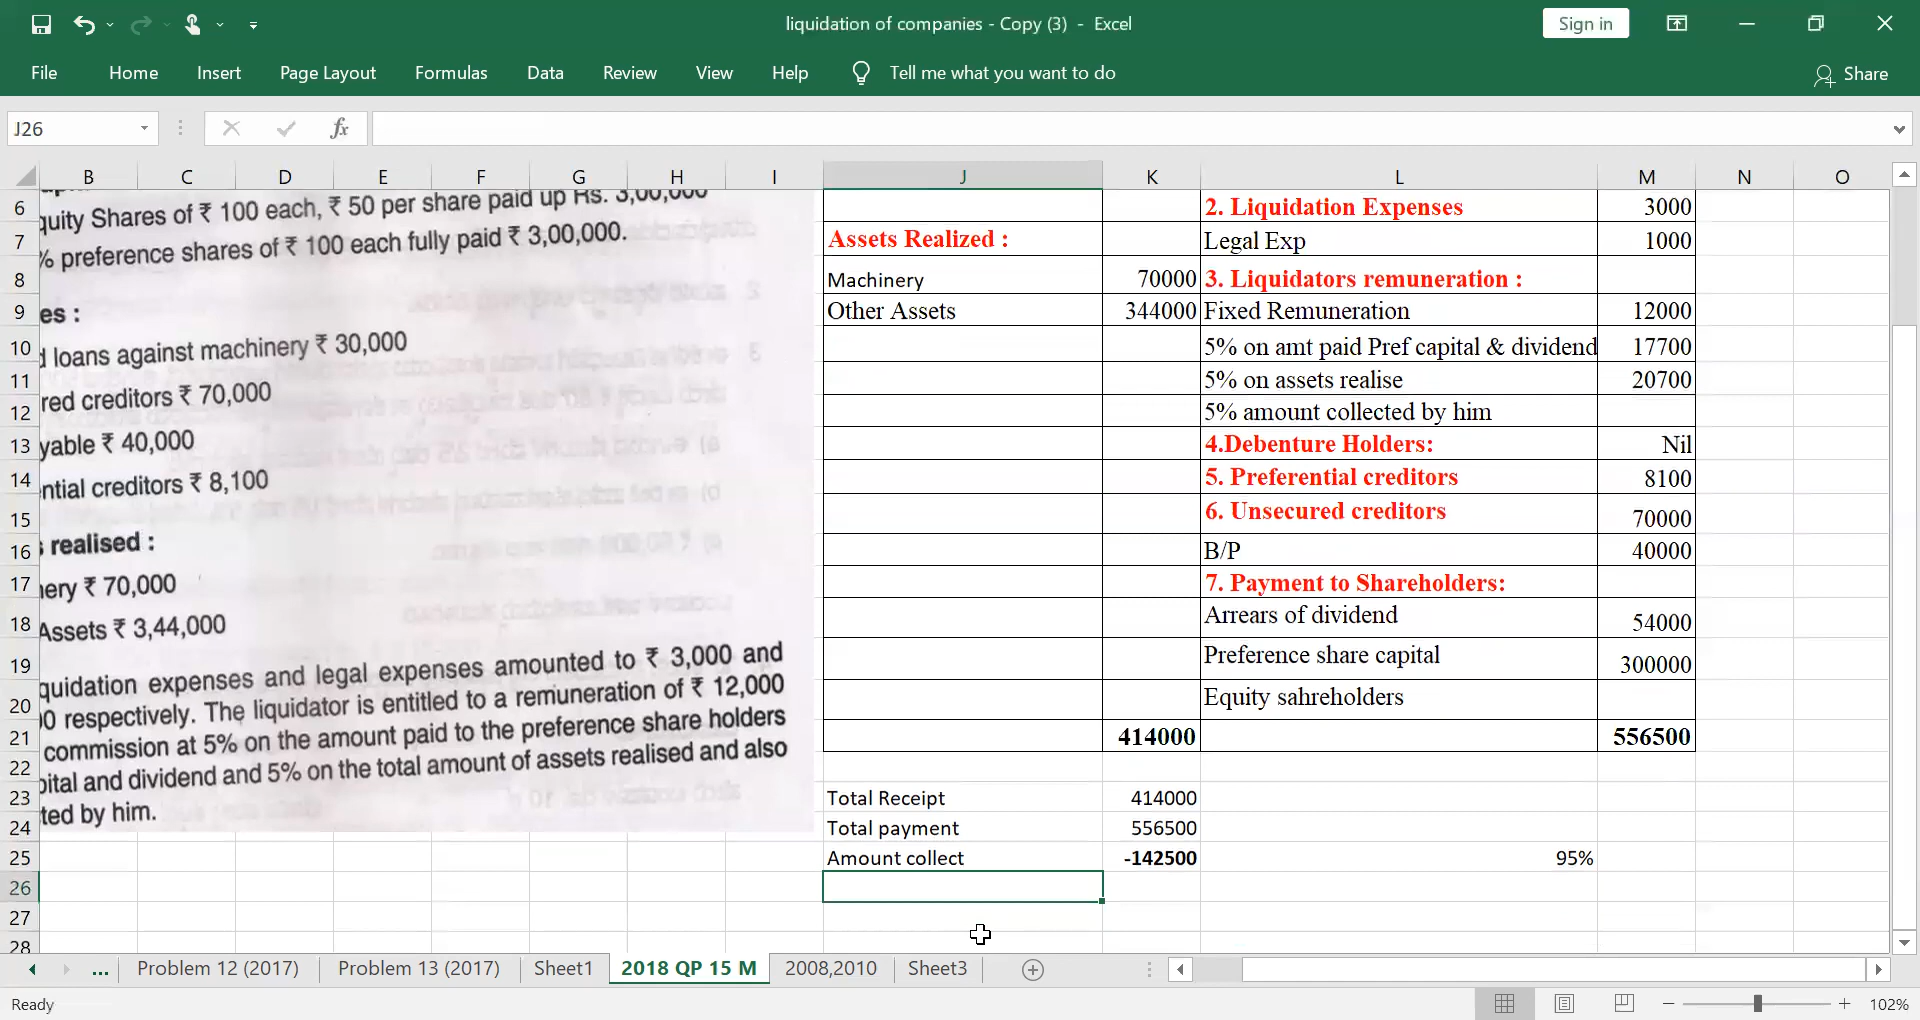 liquidation of companies - Copy (3) - Excel
Sign in
File Home Insert Page Layout Formulas Data Review View Help Tell me what you want to do Share
J26 fx
B C D E F G H I J K L M N O
6 quity Shares of ₹ 100 each, ₹ 50 per share paid up Rs. 3,00,000 2. Liquidation Expenses 3000
7 % preference shares of ₹ 100 each fully paid ₹ 3,00,000. Assets Realized : Legal Exp 1000
8 Machinery 70000 3. Liquidators remuneration :
9 es : Other Assets 344000 Fixed Remuneration 12000
10 d loans against machinery ₹ 30,000 5% on amt paid Pref capital & dividend 17700
11 red creditors ₹ 70,000 5% on assets realise 20700
12 5% amount collected by him
13 yable ₹ 40,000 4.Debenture Holders: Nil
14 ntial creditors ₹ 8,100 5. Preferential creditors 8100
15 6. Unsecured creditors 70000
16 realised : B/P 40000
17 ery ₹ 70,000 7. Payment to Shareholders:
18 Assets ₹ 3,44,000 Arrears of dividend 54000
19 quidation expenses and legal expenses amounted to ₹ 3,000 and Preference share capital 300000
20 0 respectively. The liquidator is entitled to a remuneration of ₹ 12,000 Equity sahreholders
21 commission at 5% on the amount paid to the preference share holders 414000 556500
22 ital and dividend and 5% on the total amount of assets realised and also
23 ted by him. Total Receipt 414000
24 Total payment 556500
25 Amount collect -142500 95%
26
27
28
... Problem 12 (2017) Problem 13 (2017) Sheet1 2018 QP 15 M 2008,2010 Sheet3
Ready 102%